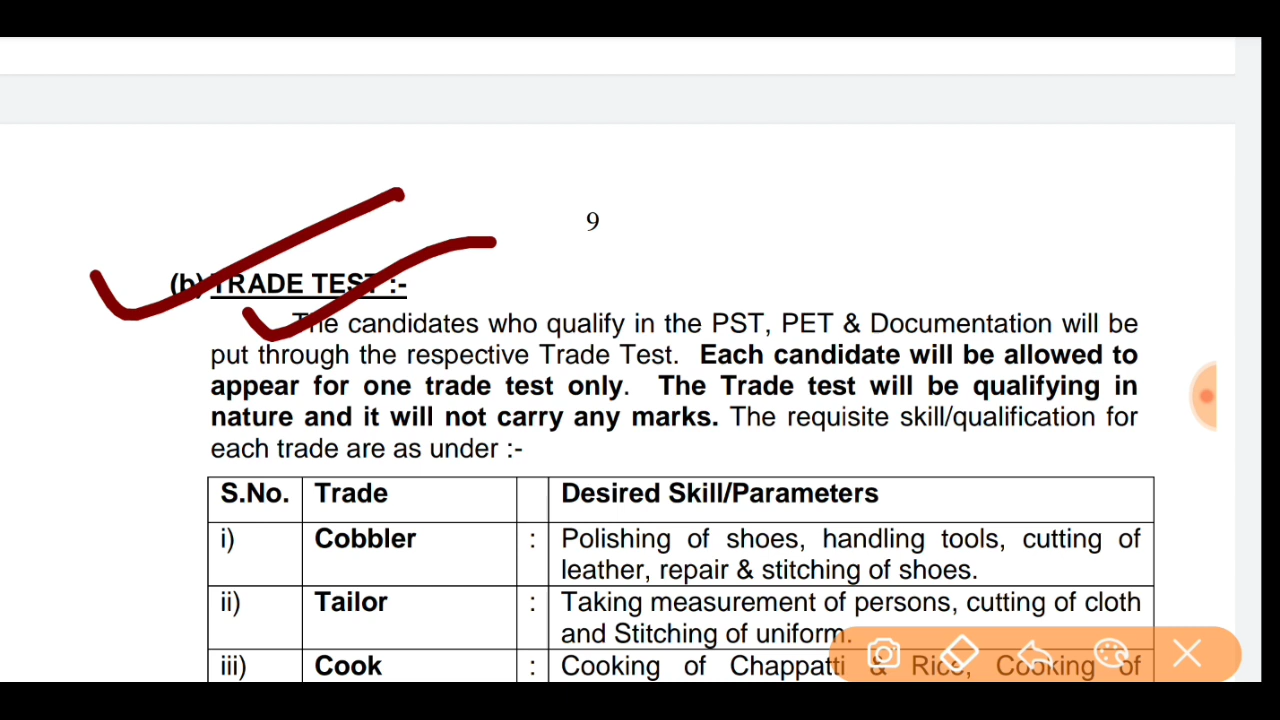 9
(b) TRADE TEST :-
The candidates who qualify in the PST, PET & Documentation will be
put through the respective Trade Test. Each candidate will be allowed to
appear for one trade test only. The Trade test will be qualifying in
nature and it will not carry any marks. The requisite skill/qualification for
each trade are as under :-
S.No. Trade Desired Skill/Parameters
i) Cobbler : Polishing of shoes, handling tools, cutting of
leather, repair & stitching of shoes.
ii) Tailor : Taking measurement of persons, cutting of cloth
and Stitching of uniform.
iii) Cook : Cooking of Chappatti & Rice, Cooking of